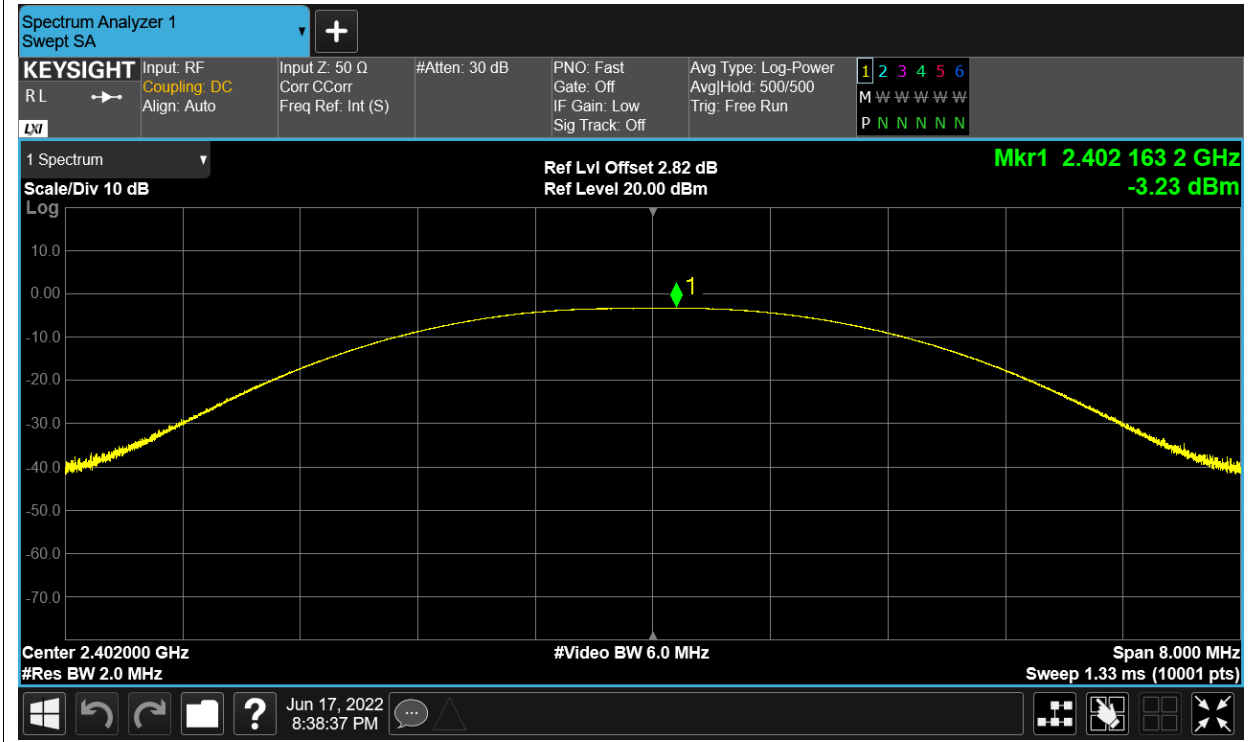 Spectrum Analyzer 1
Swept SA
KEYSIGHT
R L
LXI
Input: RF
Coupling: DC
Align: Auto
Input Z: 50 Ω
Corr CCorr
Freq Ref: Int (S)
#Atten: 30 dB
PNO: Fast
Gate: Off
IF Gain: Low
Sig Track: Off
Avg Type: Log-Power
Avg|Hold: 500/500
Trig: Free Run
1 2 3 4 5 6
M W W W W W
P N N N N N
1 Spectrum
Scale/Div 10 dB
Log
Ref Lvl Offset 2.82 dB
Ref Level 20.00 dBm
Mkr1 2.402 163 2 GHz
-3.23 dBm
10.0
0.00
-10.0
-20.0
-30.0
-40.0
-50.0
-60.0
-70.0
1
Center 2.402000 GHz
#Res BW 2.0 MHz
#Video BW 6.0 MHz
Span 8.000 MHz
Sweep 1.33 ms (10001 pts)
?
Jun 17, 2022
8:38:37 PM